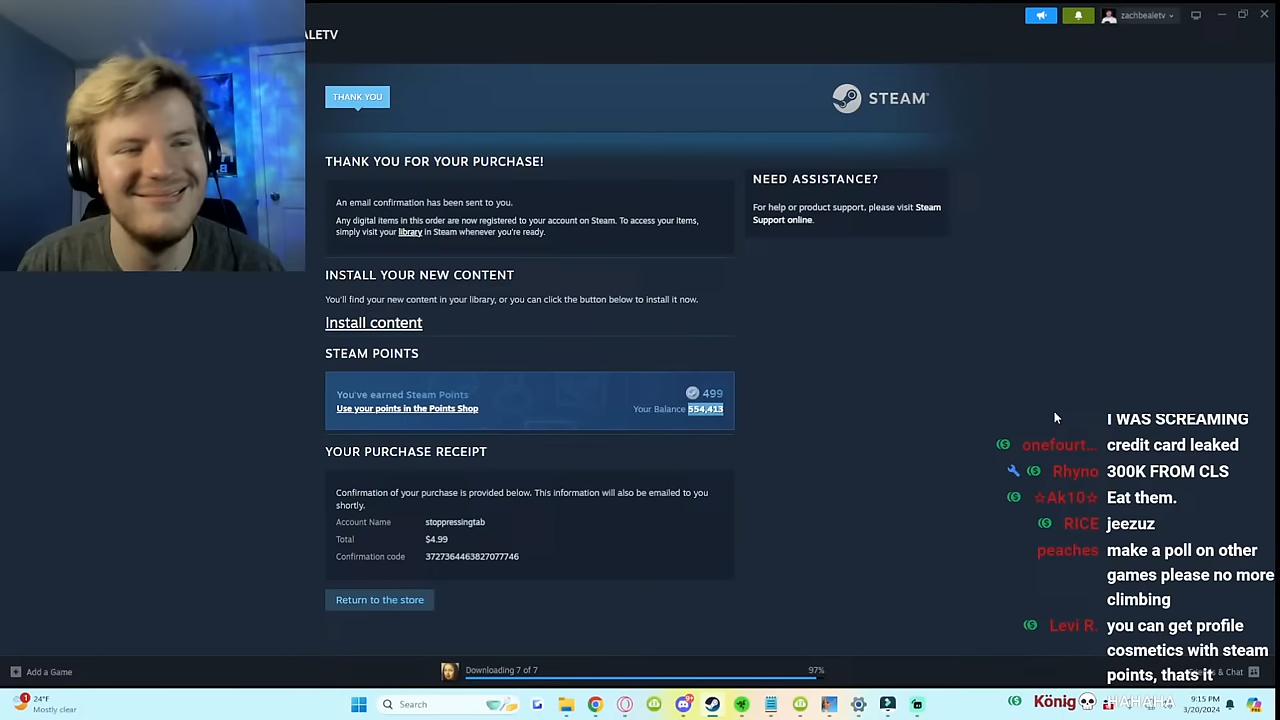 zachbealetv
ALETV
THANK YOU
STEAM®
THANK YOU FOR YOUR PURCHASE!
An email confirmation has been sent to you.
Any digital items in this order are now registered to your account on Steam. To access your items,
simply visit your library in Steam whenever you're ready.
NEED ASSISTANCE?
For help or product support, please visit Steam
Support online.
INSTALL YOUR NEW CONTENT
You'll find your new content in your library, or you can click the button below to install it now.
Install content
STEAM POINTS
You've earned Steam Points
499
Use your points in the Points Shop
Your Balance 554,413
YOUR PURCHASE RECEIPT
Confirmation of your purchase is provided below. This information will also be emailed to you
shortly.
Account Name stoppressingtab
Total $4.99
Confirmation code 3727364463827077746
Return to the store
I WAS SCREAMING
onefourt... credit card leaked
Rhyno 300K FROM CLS
☆Ak10☆ Eat them.
RICE jeezuz
peaches make a poll on other
games please no more
climbing
Levi R. you can get profile
cosmetics with steam
points, thats it
König💀 HAHAHA
Add a Game
Downloading 7 of 7
97%
& Chat
1
24°F
Mostly clear
Search
9+
9:15 PM
3/20/2024